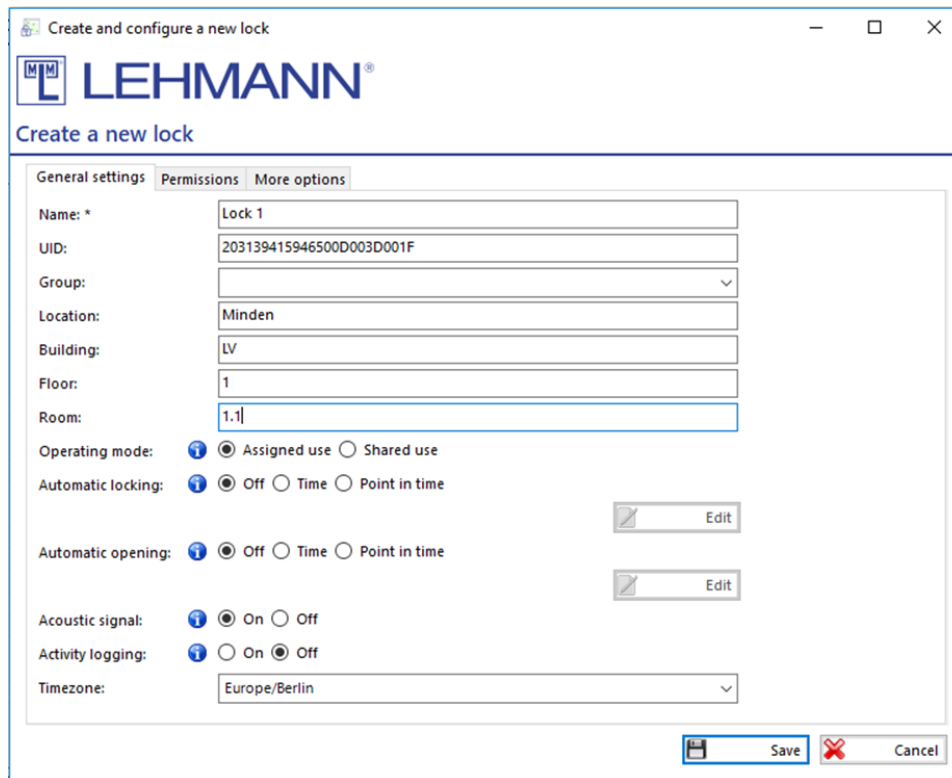 Create and configure a new lock
MLM LEHMANN®
Create a new lock
General settings Permissions More options
Name: * Lock 1
UID: 203139415946500D003D001F
Group:
Location: Minden
Building: LV
Floor: 1
Room: 1.1
Operating mode: i Assigned use Shared use
Automatic locking: i Off Time Point in time
Edit
Automatic opening: i Off Time Point in time
Edit
Acoustic signal: i On Off
Activity logging: i On Off
Timezone: Europe/Berlin
Save Cancel